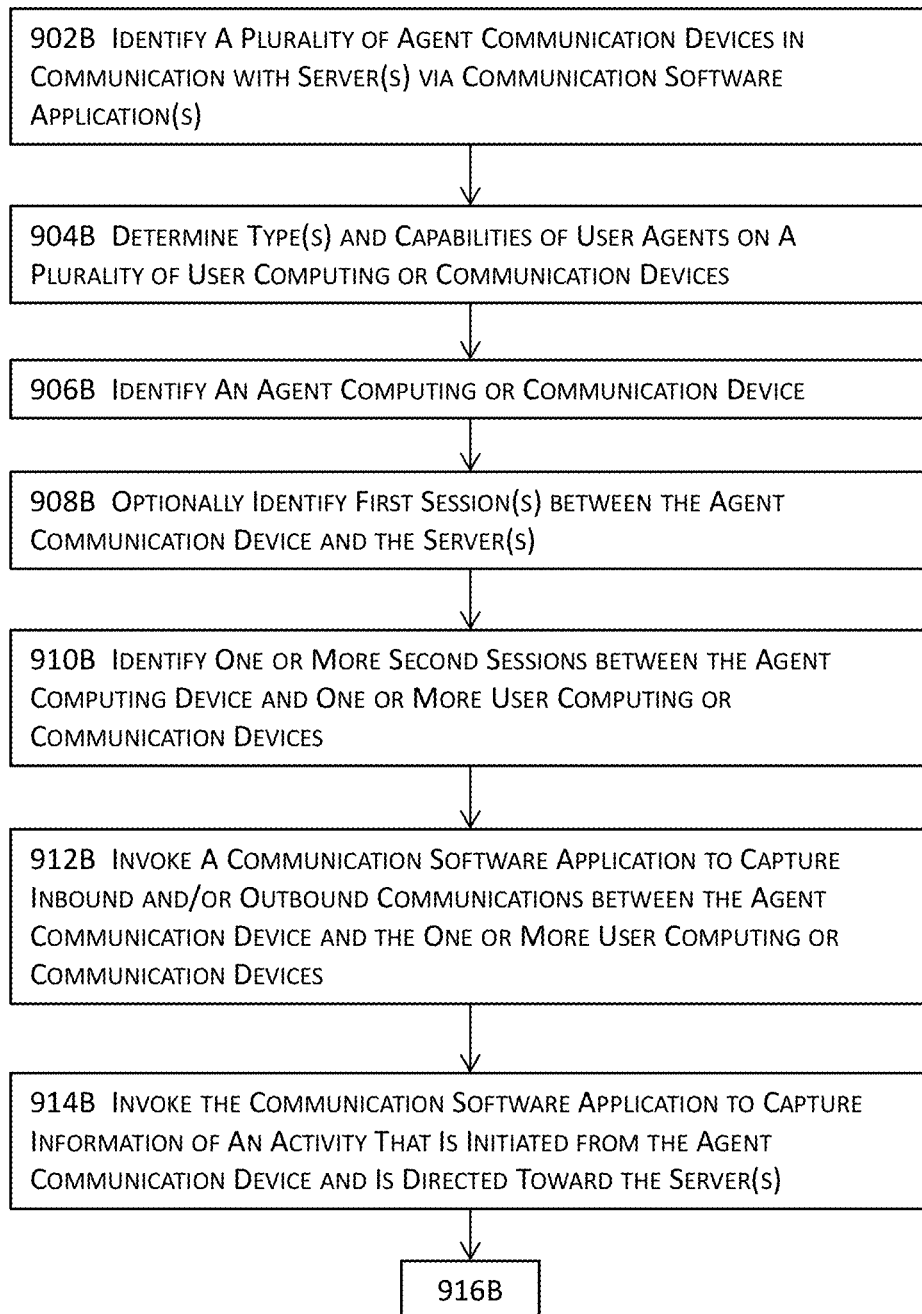 902B IDENTIFY A PLURALITY OF AGENT COMMUNICATION DEVICES IN
COMMUNICATION WITH SERVER(S) VIA COMMUNICATION SOFTWARE
APPLICATION(S)
904B DETERMINE TYPE(S) AND CAPABILITIES OF USER AGENTS ON A
PLURALITY OF USER COMPUTING OR COMMUNICATION DEVICES
906B IDENTIFY AN AGENT COMPUTING OR COMMUNICATION DEVICE
908B OPTIONALLY IDENTIFY FIRST SESSION(S) BETWEEN THE AGENT
COMMUNICATION DEVICE AND THE SERVER(S)
910B IDENTIFY ONE OR MORE SECOND SESSIONS BETWEEN THE AGENT
COMPUTING DEVICE AND ONE OR MORE USER COMPUTING OR
COMMUNICATION DEVICES
912B INVOKE A COMMUNICATION SOFTWARE APPLICATION TO CAPTURE
INBOUND AND/OR OUTBOUND COMMUNICATIONS BETWEEN THE AGENT
COMMUNICATION DEVICE AND THE ONE OR MORE USER COMPUTING OR
COMMUNICATION DEVICES
914B INVOKE THE COMMUNICATION SOFTWARE APPLICATION TO CAPTURE
INFORMATION OF AN ACTIVITY THAT IS INITIATED FROM THE AGENT
COMMUNICATION DEVICE AND IS DIRECTED TOWARD THE SERVER(S)
916B